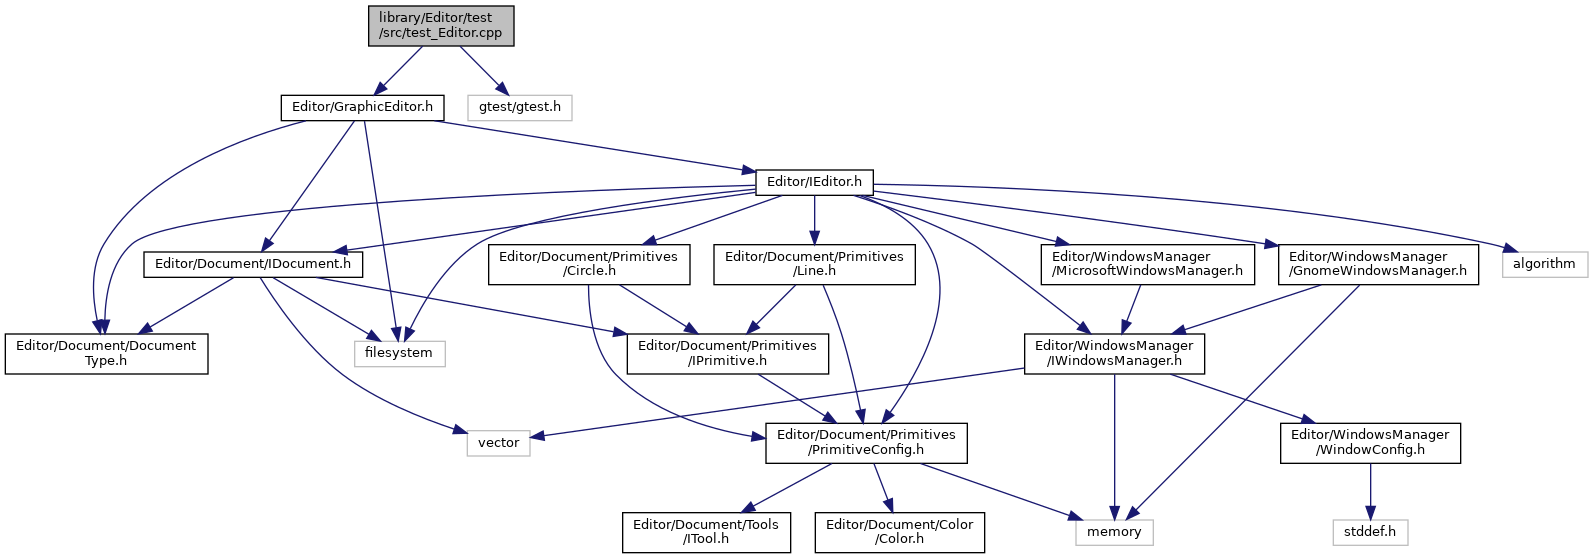 library/Editor/test
/src/test_Editor.cpp
Editor/GraphicEditor.h
gtest/gtest.h
Editor/IEditor.h
Editor/Document/IDocument.h
Editor/Document/Primitives
/Circle.h
Editor/Document/Primitives
/Line.h
Editor/WindowsManager
/MicrosoftWindowsManager.h
Editor/WindowsManager
/GnomeWindowsManager.h
algorithm
Editor/Document/Document
Type.h
filesystem
Editor/Document/Primitives
/IPrimitive.h
Editor/WindowsManager
/IWindowsManager.h
vector
Editor/Document/Primitives
/PrimitiveConfig.h
Editor/WindowsManager
/WindowConfig.h
Editor/Document/Tools
/ITool.h
Editor/Document/Color
/Color.h
memory
stddef.h